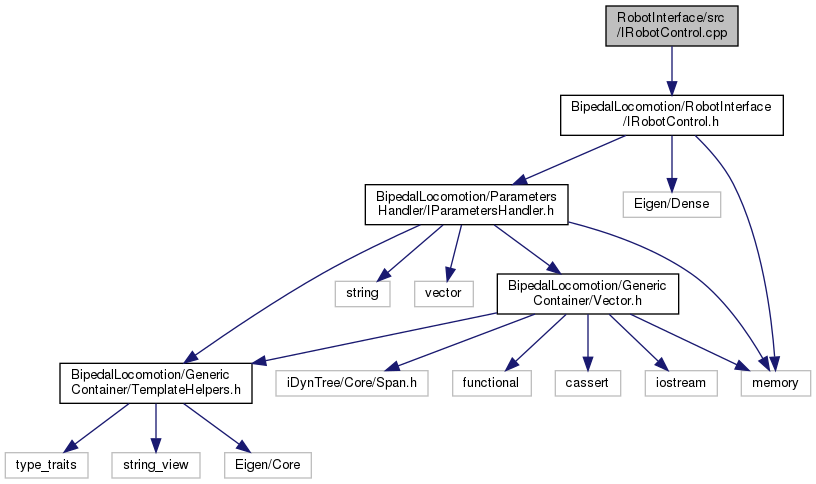 RobotInterface/src
/IRobotControl.cpp
BipedalLocomotion/RobotInterface
/IRobotControl.h
BipedalLocomotion/Parameters
Handler/IParametersHandler.h
Eigen/Dense
string
vector
BipedalLocomotion/Generic
Container/Vector.h
BipedalLocomotion/Generic
Container/TemplateHelpers.h
iDynTree/Core/Span.h
functional
cassert
iostream
memory
type_traits
string_view
Eigen/Core